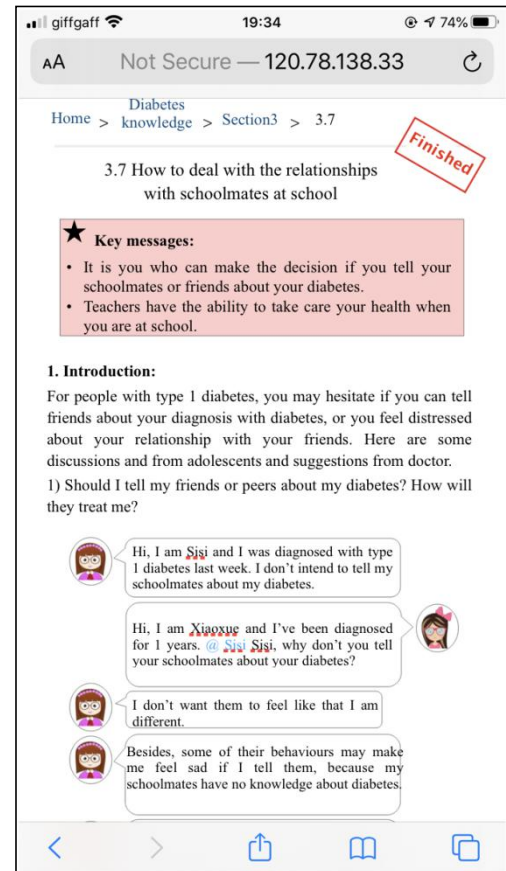 giffgaff 19:34 74%
AA Not Secure — 120.78.138.33
Home > Diabetes knowledge > Section3 > 3.7
Finished
3.7 How to deal with the relationships
with schoolmates at school
Key messages:
• It is you who can make the decision if you tell your
schoolmates or friends about your diabetes.
• Teachers have the ability to take care your health when
you are at school.
1. Introduction:
For people with type 1 diabetes, you may hesitate if you can tell
friends about your diagnosis with diabetes, or you feel distressed
about your relationship with your friends. Here are some
discussions and from adolescents and suggestions from doctor.
1) Should I tell my friends or peers about my diabetes? How will
they treat me?
Hi, I am Sisi and I was diagnosed with type
1 diabetes last week. I don't intend to tell my
schoolmates about my diabetes.
Hi, I am Xiaoxue and I've been diagnosed
for 1 years. @ Sisi Sisi, why don't you tell
your schoolmates about your diabetes?
I don't want them to feel like that I am
different.
Besides, some of their behaviours may make
me feel sad if I tell them, because my
schoolmates have no knowledge about diabetes.